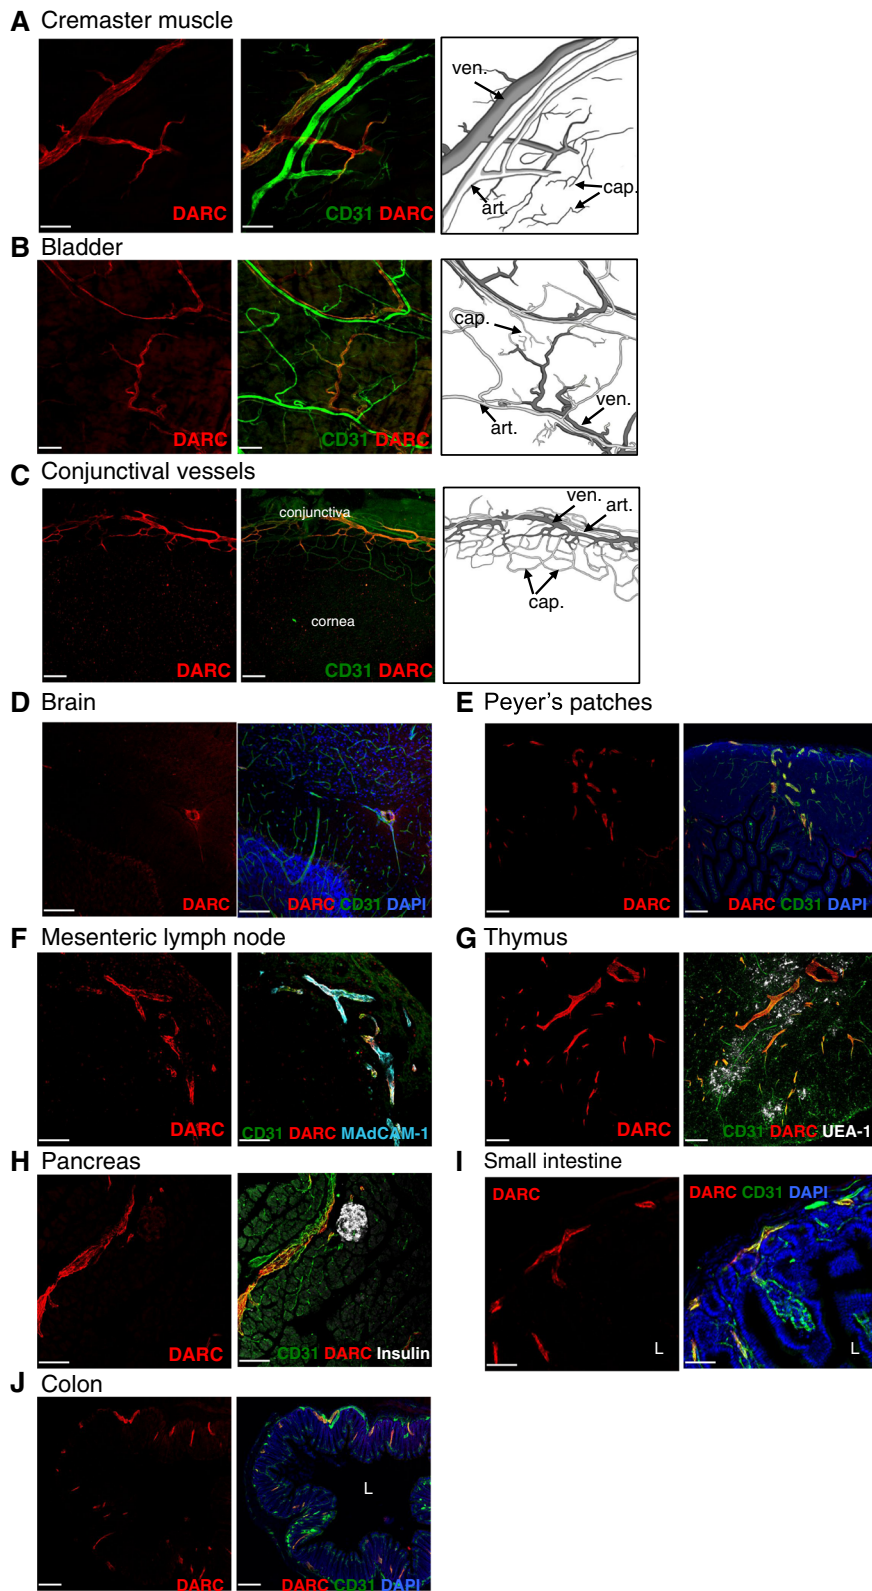 A Cremaster muscle
DARC
CD31 DARC
ven.
cap.
art.
B Bladder
DARC
CD31 DARC
cap.
ven.
art.
C Conjunctival vessels
DARC
conjunctiva
cornea
CD31 DARC
ven.
art.
cap.
D Brain
DARC
DARC CD31 DAPI
E Peyer's patches
DARC
DARC CD31 DAPI
F Mesenteric lymph node
DARC
CD31 DARC MAdCAM-1
G Thymus
DARC
CD31 DARC UEA-1
H Pancreas
DARC
CD31 DARC Insulin
I Small intestine
DARC
L
DARC CD31 DAPI
L
J Colon
DARC
L
DARC CD31 DAPI